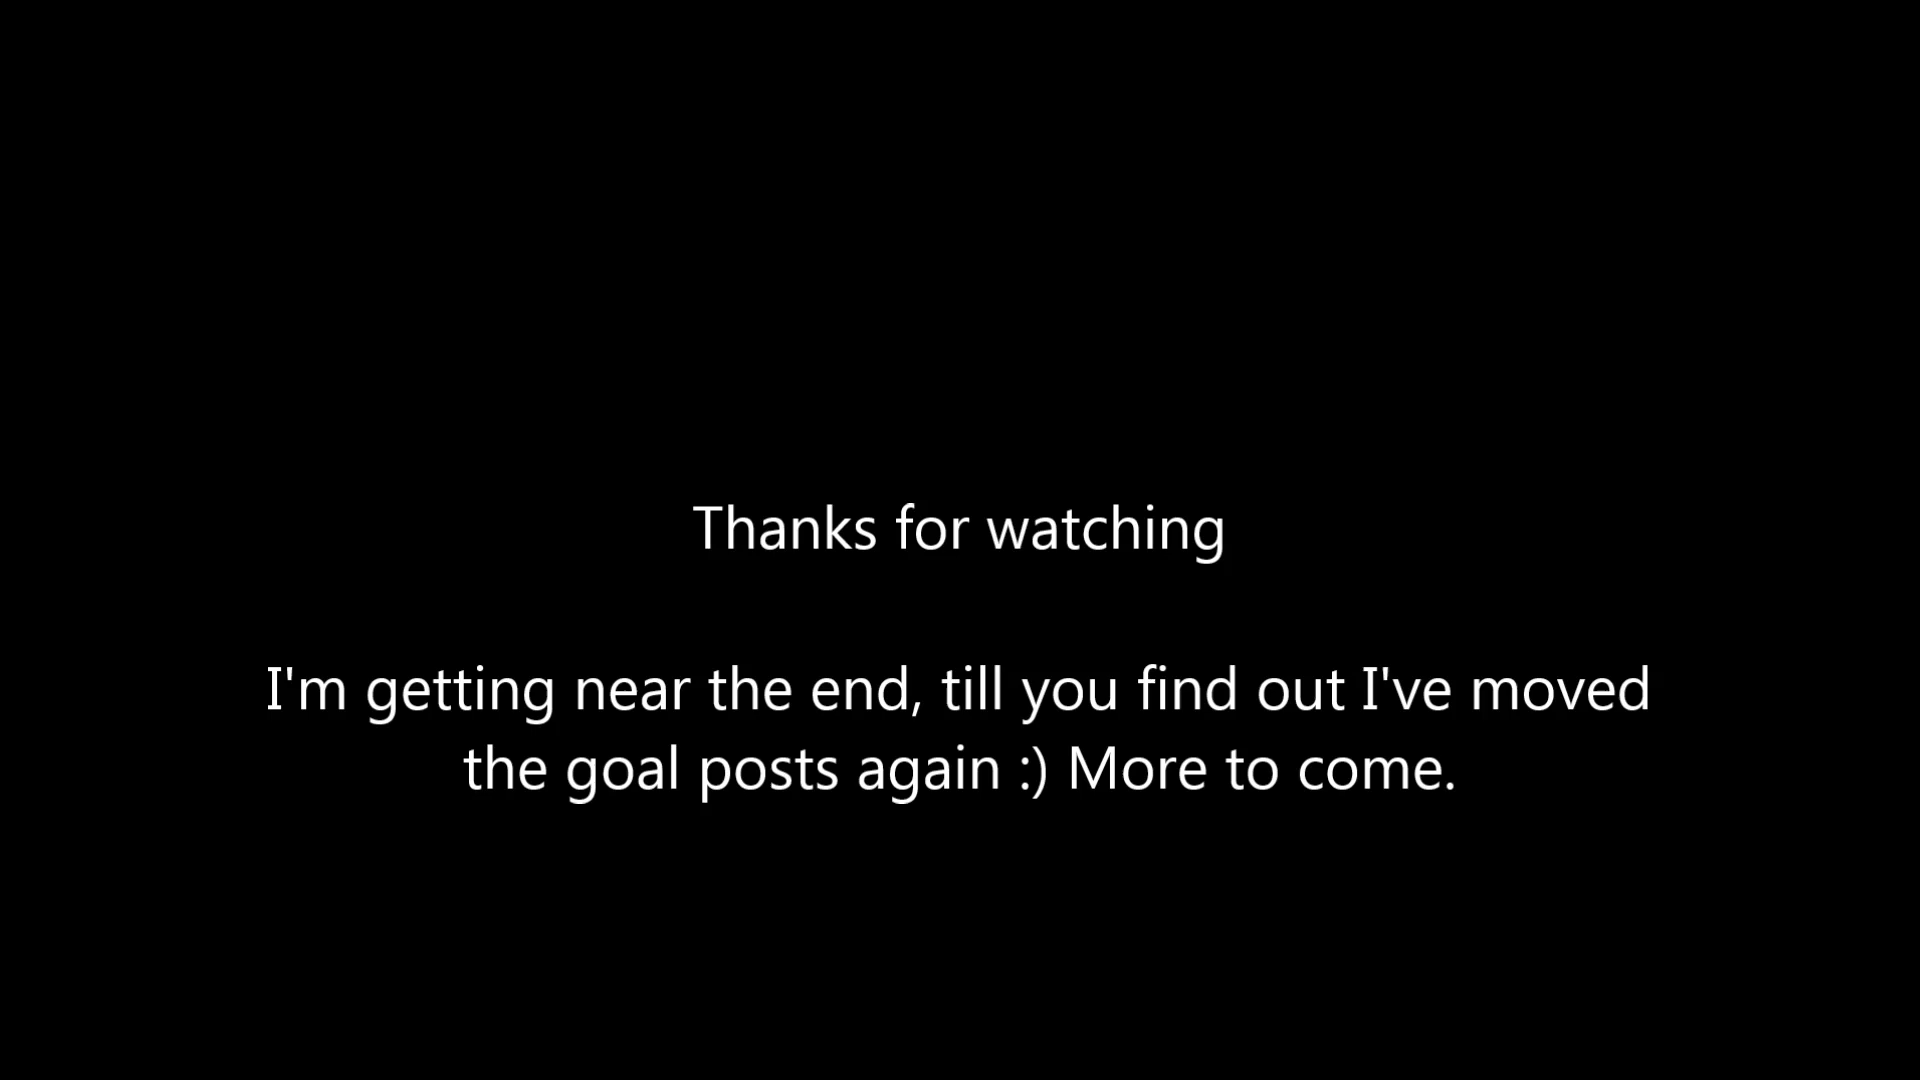 Thanks for watching
I'm getting near the end, till you find out I've moved
the goal posts again :) More to come.